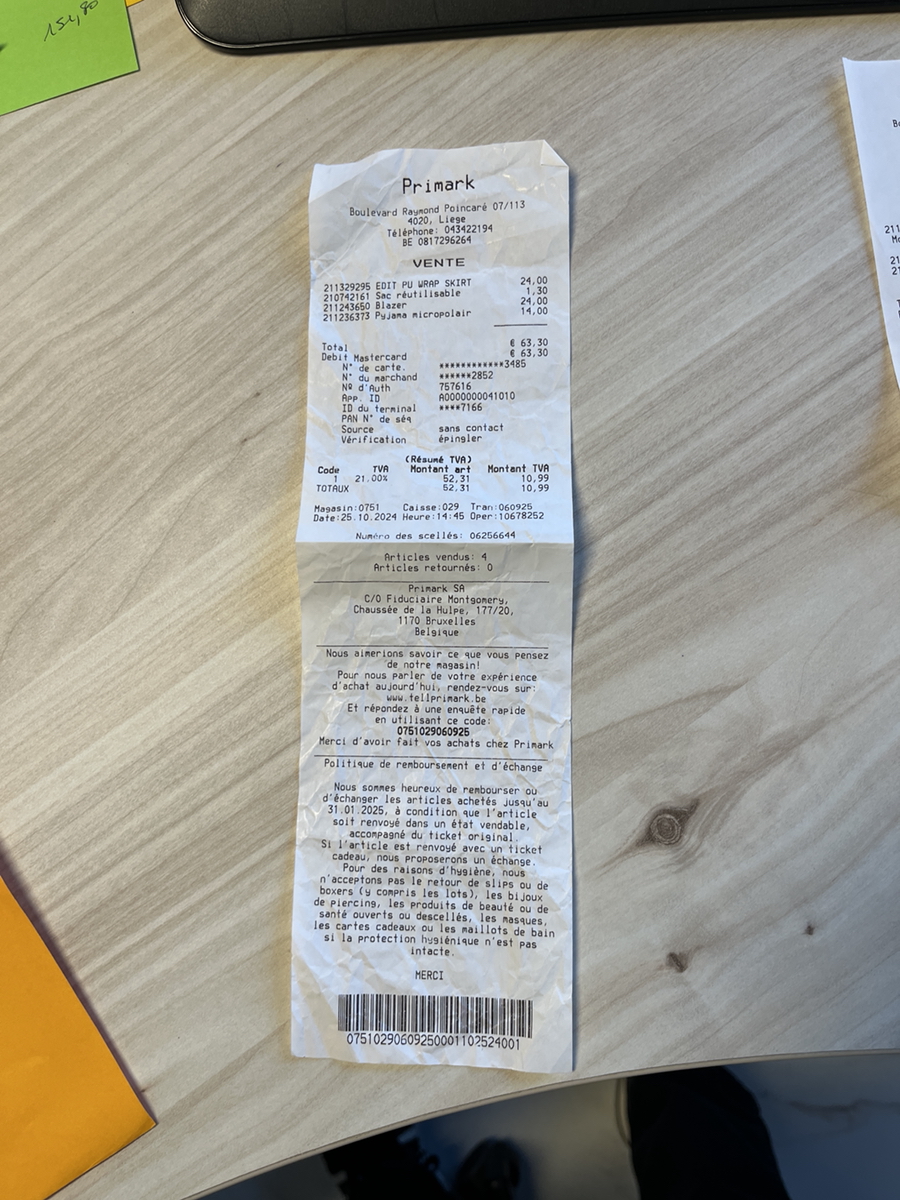 151,80
Primark
Boulevard Raymond Poincaré 07/113
4020, Liege
Téléphone: 043422194
BE 0817296264
VENTE
211329295 EDIT PU WRAP SKIRT 24,00
210742161 Sac réutilisable 1,30
211243650 Blazer 24,00
211236373 Pyjama micropolair 14,00
Total € 63,30
Debit Mastercard € 63,30
N° de carte. ************3485
N° du marchand ******2852
Nº d'Auth 757616
App. ID A0000000041010
ID du terminal ****7166
PAN N° de séq
Source sans contact
Vérification épingler
(Résumé TVA)
Code TVA Montant art Montant TVA
1 21.00% 52,31 10,99
TOTAUX 52,31 10,99
Magasin:0751 Caisse:029 Tran:060925
Date:25.10.2024 Heure:14:45 Oper:10678252
Numéro des scellés: 06256644
Articles vendus: 4
Articles retournés: 0
Primark SA
C/O Fiduciaire Montgomery,
Chaussée de la Hulpe, 177/20,
1170 Bruxelles
Belgique
Nous aimerions savoir ce que vous pensez
de notre magasin!
Pour nous parler de votre expérience
d'achat aujourd'hui, rendez-vous sur:
www.tellprimark.be
Et répondez à une enquête rapide
en utilisant ce code:
0751029060925
Merci d'avoir fait vos achats chez Primark
Politique de remboursement et d'échange
Nous sommes heureux de rembourser ou
d'échanger les articles achetés jusqu'au
31.01.2025, à condition que l'article
soit renvoyé dans un état vendable,
accompagné du ticket original.
Si l'article est renvoyé avec un ticket
cadeau, nous proposerons un échange.
Pour des raisons d'hygiène, nous
n'acceptons pas le retour de slips ou de
boxers (y compris les lots), les bijoux
de piercing, les produits de beauté ou de
santé ouverts ou descellés, les masques,
les cartes cadeaux ou les maillots de bain
si la protection hygiénique n'est pas
intacte.
MERCI
07510290609250001102524001